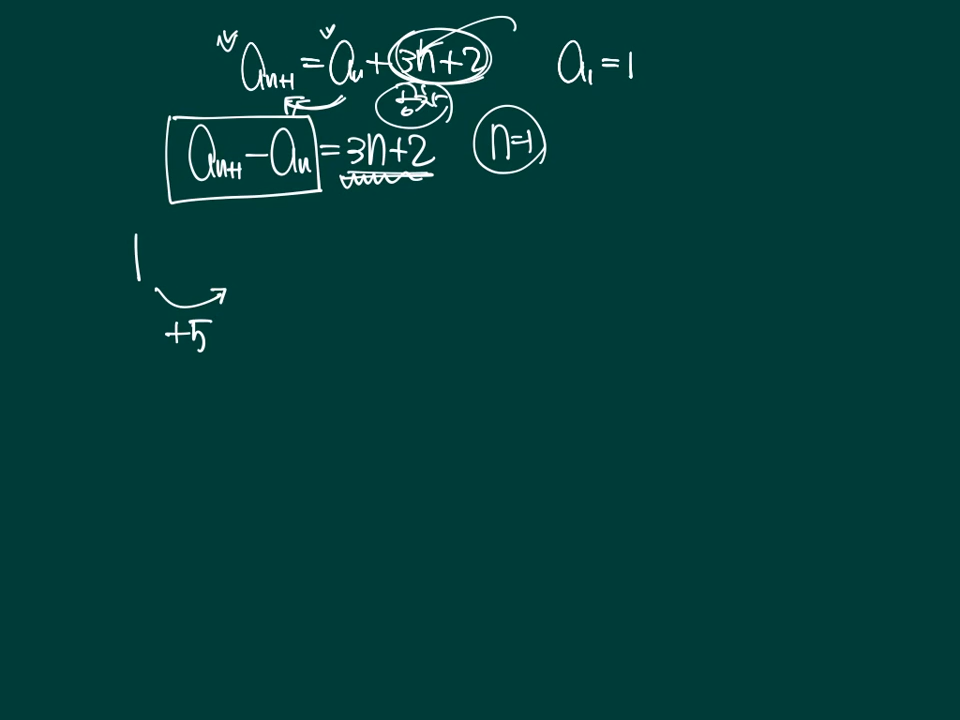 aₙ₊₁ = aₙ + 3n+2 a₁ = 1
aₙ₊₁ − aₙ = 3n+2 n=1
1
+5